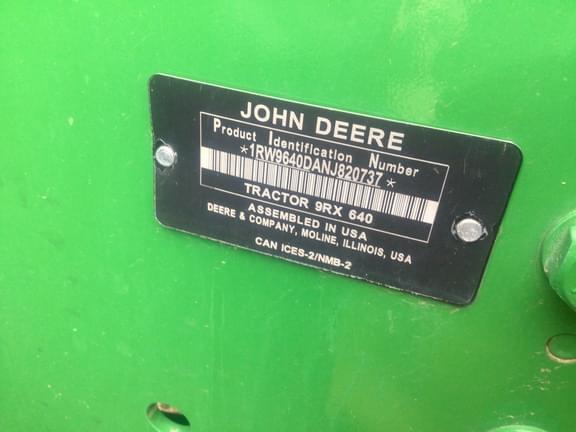 JOHN DEERE
Product Identification Number
*1RW9640DANJ820737*
TRACTOR 9RX 640
ASSEMBLED IN USA
DEERE & COMPANY, MOLINE, ILLINOIS, USA
CAN ICES-2/NMB-2